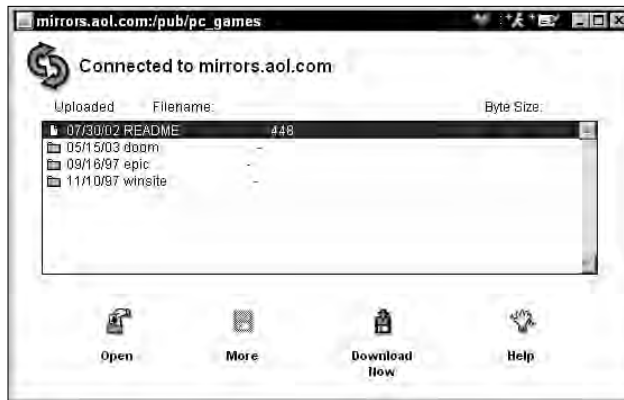 mirrors.aol.com:/pub/pc_games
Connected to mirrors.aol.com
Uploaded Filename: Byte Size:
07/30/02 README 448
05/15/03 doom -
09/16/97 epic -
11/10/97 winsite -
Open More Download Now Help